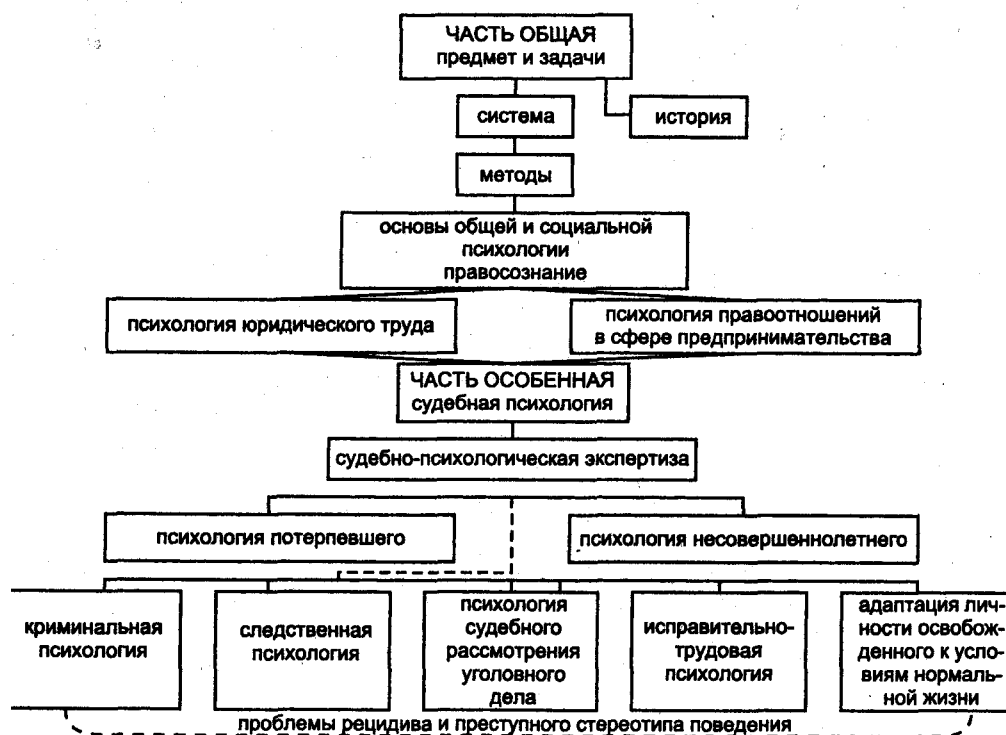 ЧАСТЬ ОБЩАЯ
предмет и задачи
система
история
методы
основы общей и социальной
психологии
правосознание
психология юридического труда
психология правоотношений
в сфере предпринимательства
ЧАСТЬ ОСОБЕННАЯ
судебная психология
судебно-психологическая экспертиза
психология потерпевшего
психология несовершеннолетнего
криминальная
психология
следственная
психология
психология
судебного
рассмотрения
уголовного
дела
исправительно-
трудовая
психология
адаптация лич-
ности освобож-
денного к усло-
виям нормаль-
ной жизни
проблемы рецидива и преступного стереотипа поведения